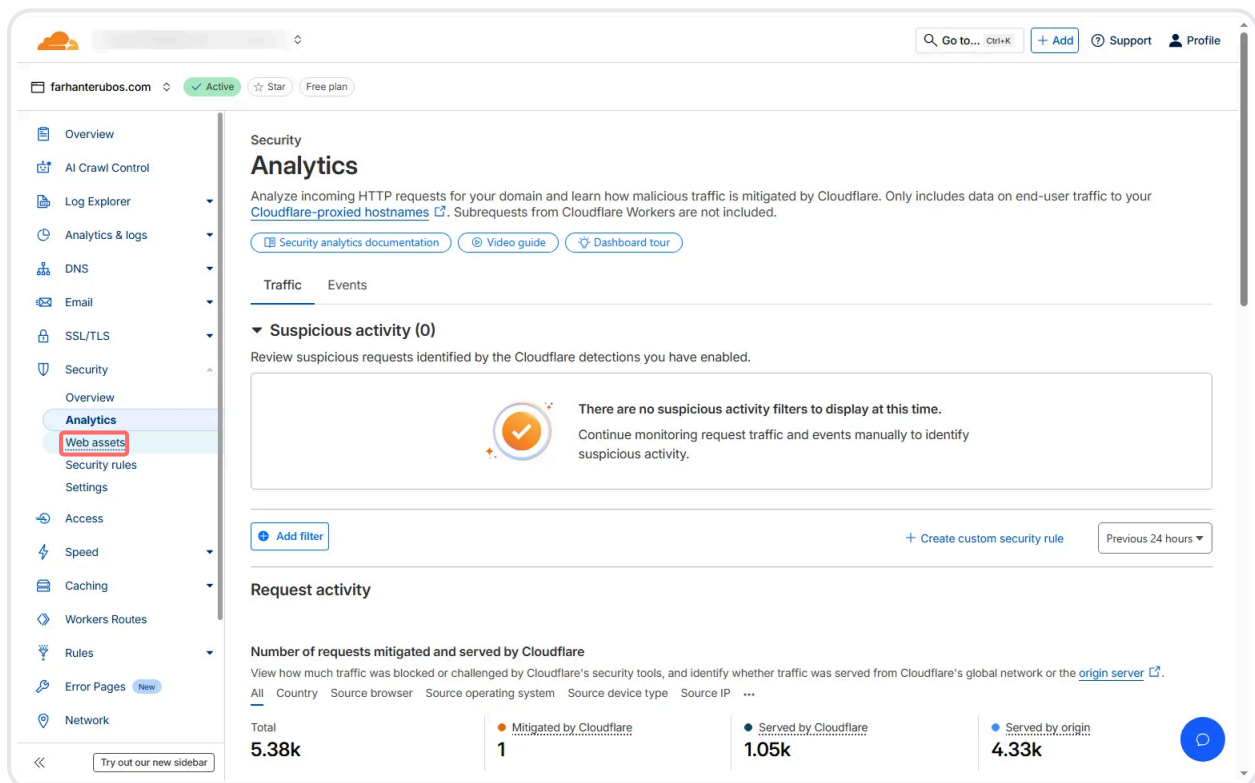 Go to... Ctrl+K
+ Add
Support
Profile
farhanterubos.com
Active
Star
Free plan
Overview
AI Crawl Control
Log Explorer
Analytics & logs
DNS
Email
SSL/TLS
Security
Overview
Analytics
Web assets
Security rules
Settings
Access
Speed
Caching
Workers Routes
Rules
Error Pages New
Network
Try out our new sidebar
Security
Analytics
Analyze incoming HTTP requests for your domain and learn how malicious traffic is mitigated by Cloudflare. Only includes data on end-user traffic to your
Cloudflare-proxied hostnames. Subrequests from Cloudflare Workers are not included.
Security analytics documentation
Video guide
Dashboard tour
Traffic
Events
Suspicious activity (0)
Review suspicious requests identified by the Cloudflare detections you have enabled.
There are no suspicious activity filters to display at this time.
Continue monitoring request traffic and events manually to identify
suspicious activity.
Add filter
+ Create custom security rule
Previous 24 hours
Request activity
Number of requests mitigated and served by Cloudflare
View how much traffic was blocked or challenged by Cloudflare's security tools, and identify whether traffic was served from Cloudflare's global network or the origin server.
All Country Source browser Source operating system Source device type Source IP ...
Total
5.38k
Mitigated by Cloudflare
1
Served by Cloudflare
1.05k
Served by origin
4.33k